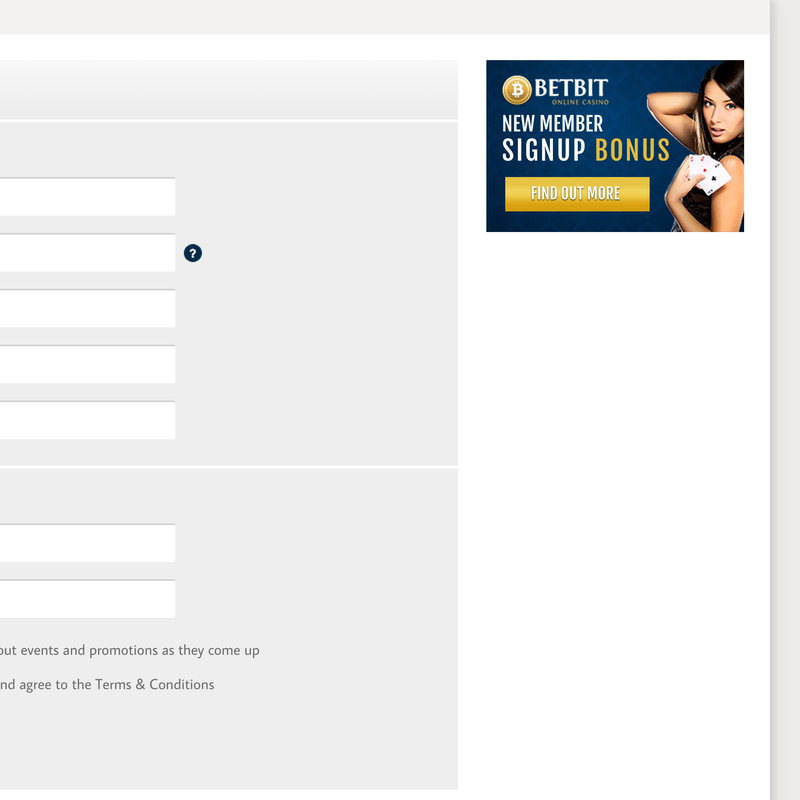 BETBIT
ONLINE CASINO
NEW MEMBER
SIGNUP BONUS
FIND OUT MORE
?
out events and promotions as they come up
nd agree to the Terms & Conditions